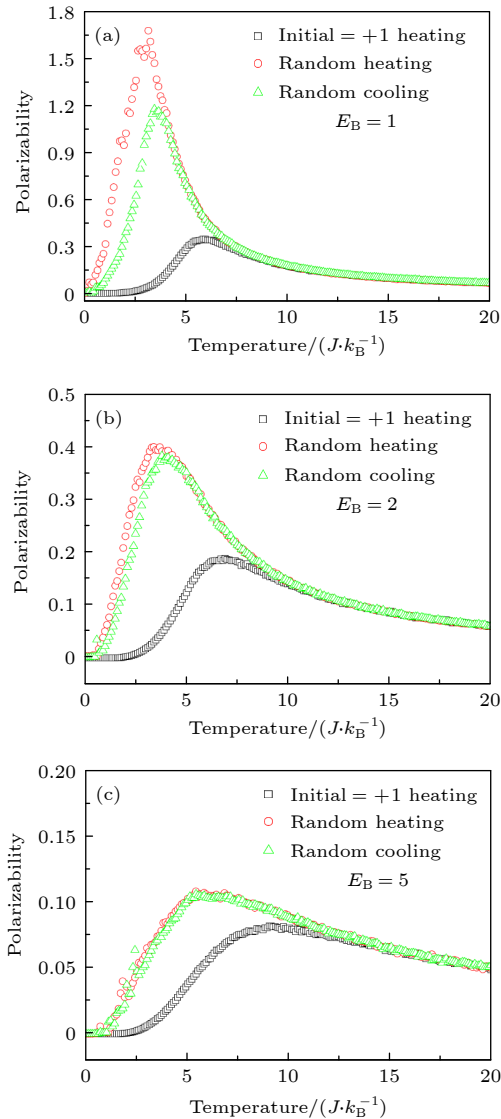 (a)
Initial = +1 heating
Random heating
Random cooling
E_B = 1
Polarizability
1.8
1.5
1.2
0.9
0.6
0.3
0
0 5 10 15 20
Temperature/(J·k_B^{-1})
(b)
Initial = +1 heating
Random heating
Random cooling
E_B = 2
Polarizability
0.5
0.4
0.3
0.2
0.1
0
0 5 10 15 20
Temperature/(J·k_B^{-1})
(c)
Initial = +1 heating
Random heating
Random cooling
E_B = 5
Polarizability
0.20
0.15
0.10
0.05
0
0 5 10 15 20
Temperature/(J·k_B^{-1})